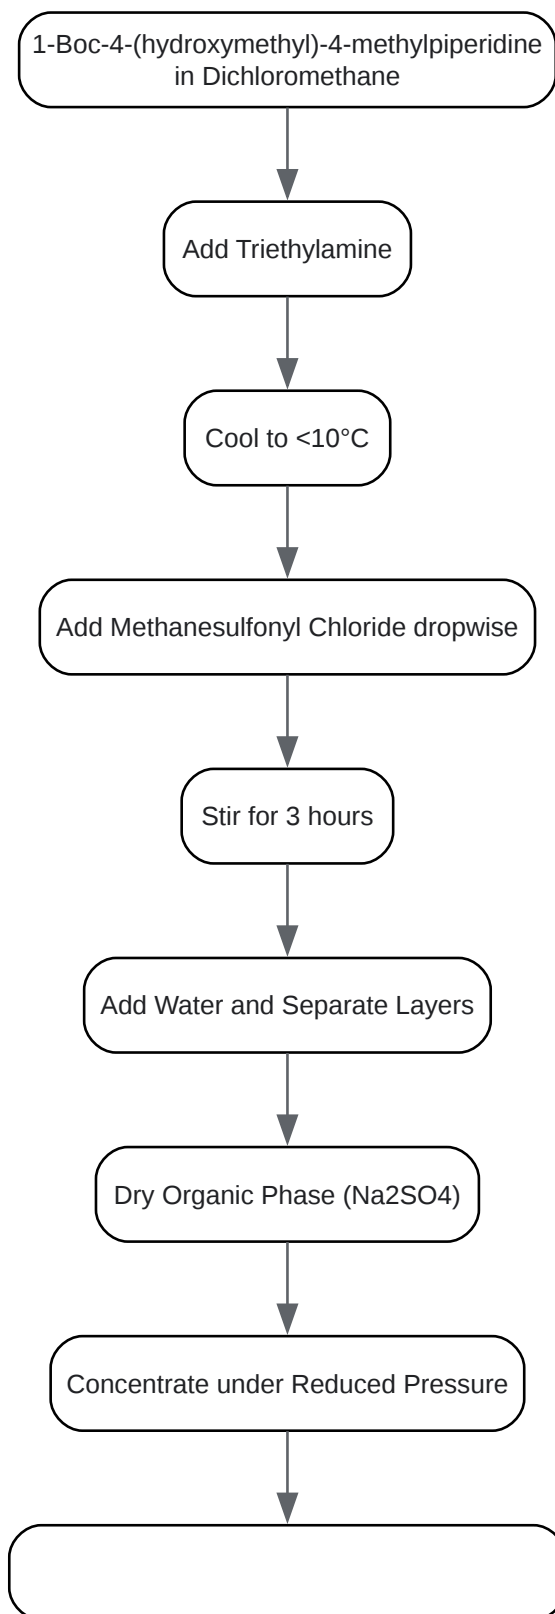 1-Boc-4-(hydroxymethyl)-4-methylpiperidine
in Dichloromethane
Add Triethylamine
Cool to <10°C
Add Methanesulfonyl Chloride dropwise
Stir for 3 hours
Add Water and Separate Layers
Dry Organic Phase (Na2SO4)
Concentrate under Reduced Pressure